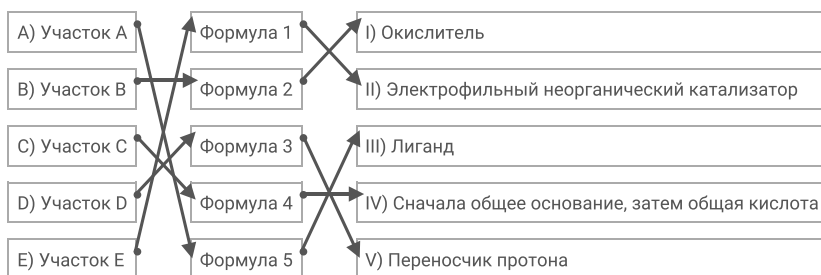 A) Участок A Формула 1 I) Окислитель
B) Участок B Формула 2 II) Электрофильный неорганический катализатор
C) Участок C Формула 3 III) Лиганд
D) Участок D Формула 4 IV) Сначала общее основание, затем общая кислота
E) Участок E Формула 5 V) Переносчик протона